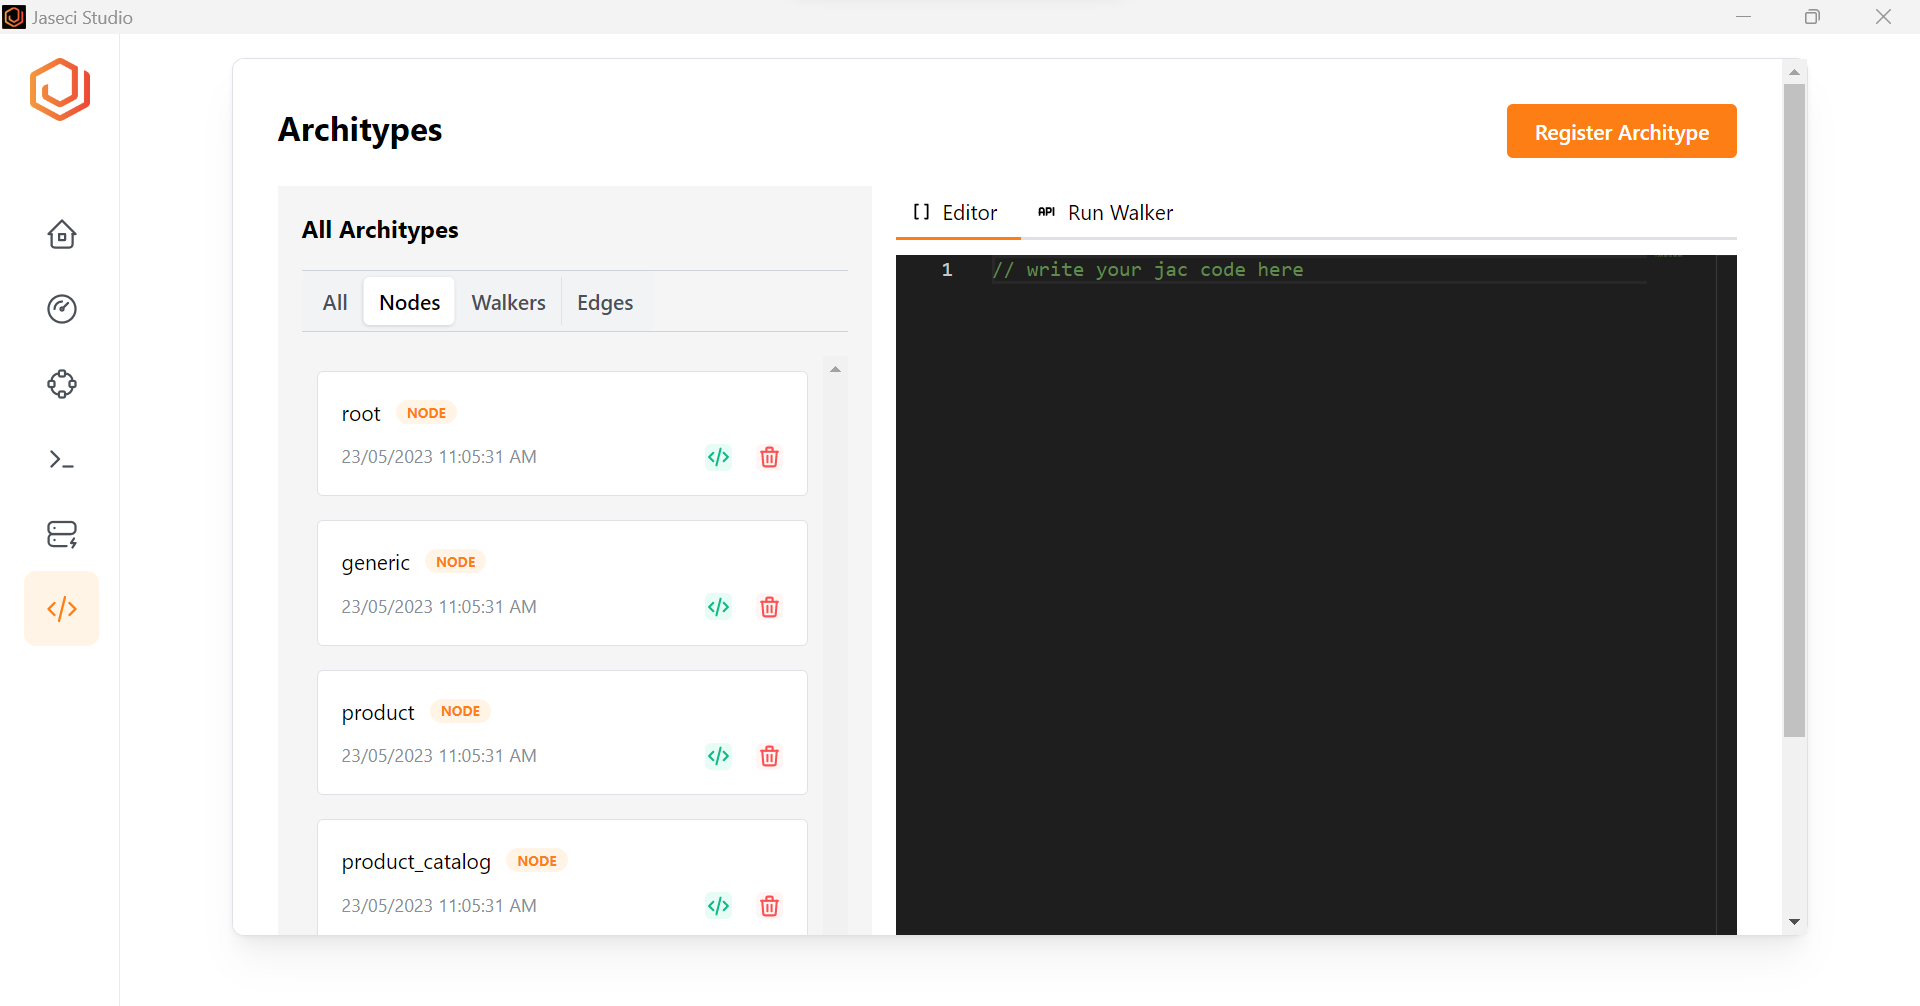 Jaseci Studio
Architypes
Register Architype
All Architypes
All Nodes Walkers Edges
root NODE
23/05/2023 11:05:31 AM
generic NODE
23/05/2023 11:05:31 AM
product NODE
23/05/2023 11:05:31 AM
product_catalog NODE
23/05/2023 11:05:31 AM
[] Editor API Run Walker
1 // write your jac code here